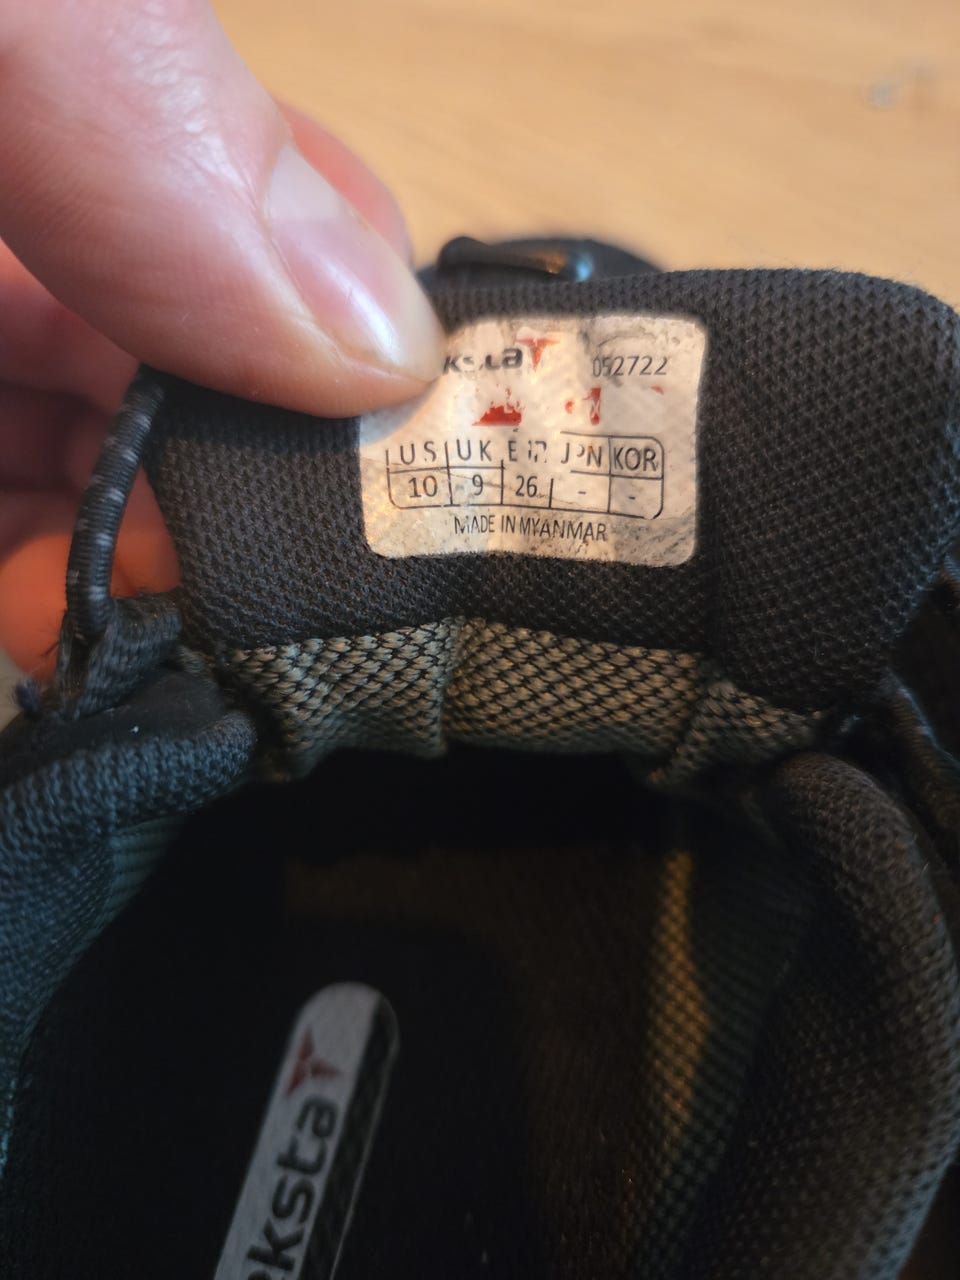 ksta 052722
US UK EUR JPN KOR
10 9 26 - -
MADE IN MYANMAR
eksta